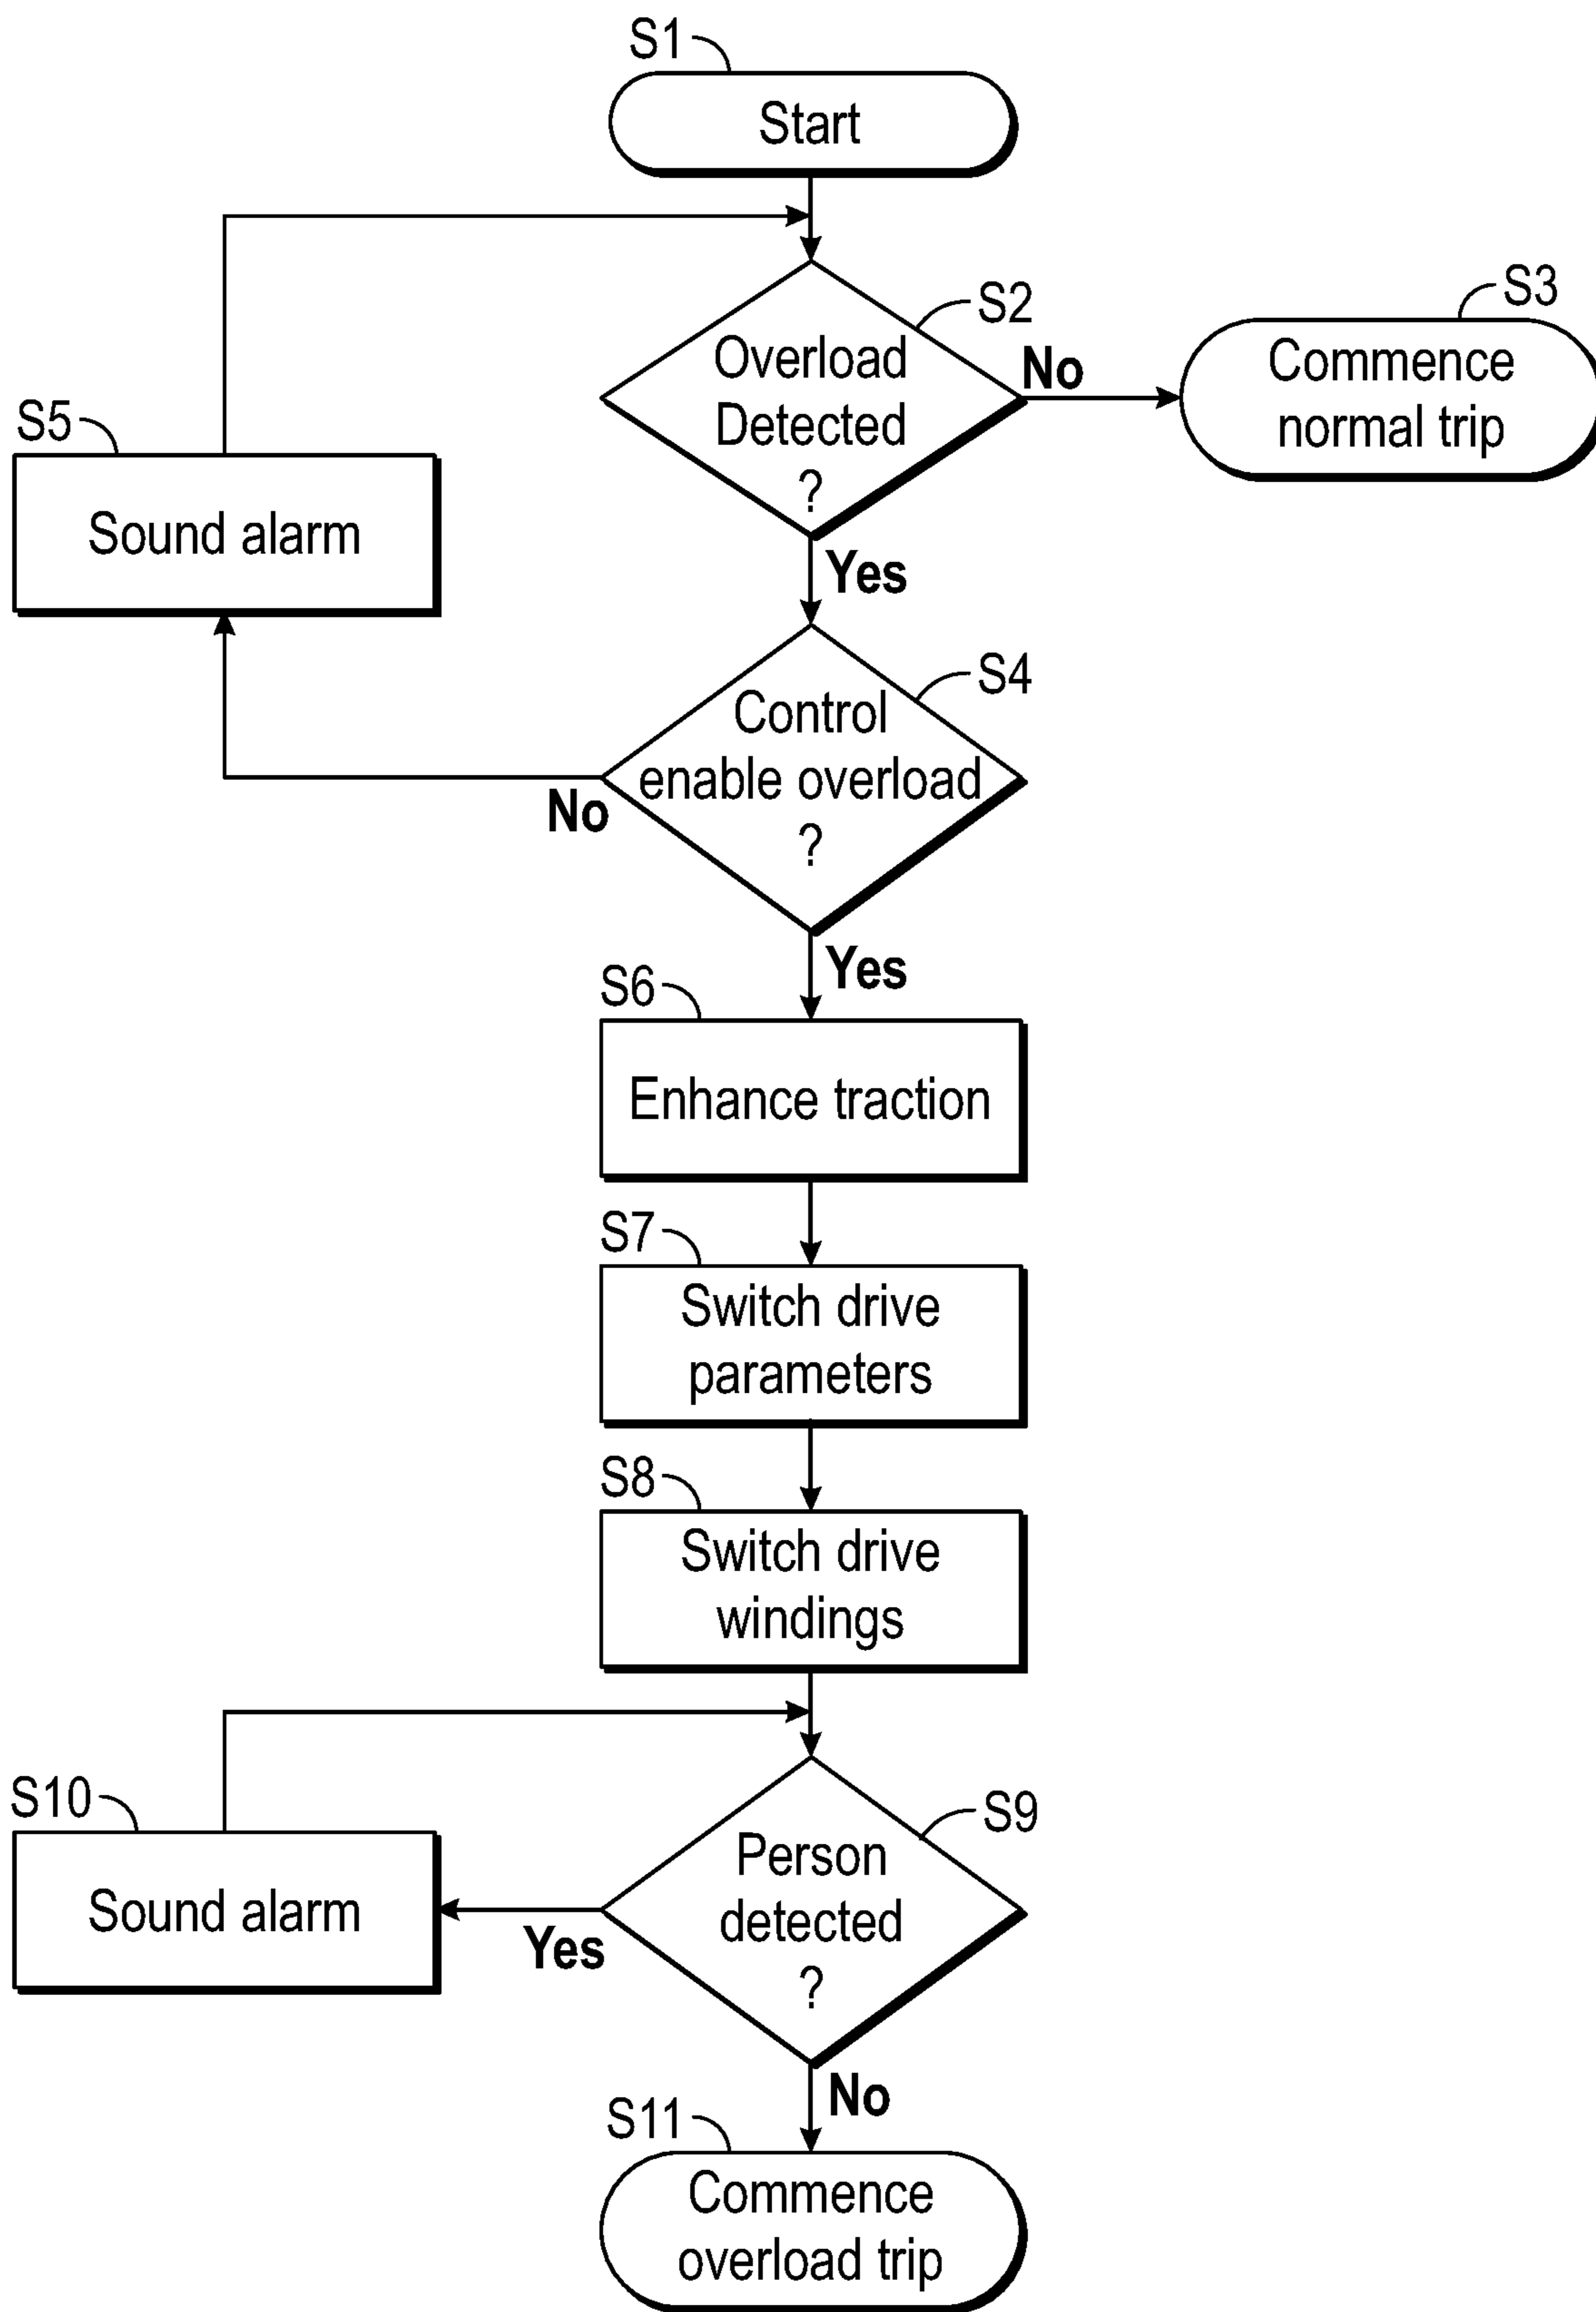 S1
Start
S2
Overload
Detected
?
No
S3
Commence
normal trip
Yes
S5
Sound alarm
S4
Control
enable overload
?
No
Yes
S6
Enhance traction
S7
Switch drive
parameters
S8
Switch drive
windings
S9
Person
detected
?
S10
Sound alarm
Yes
No
S11
Commence
overload trip